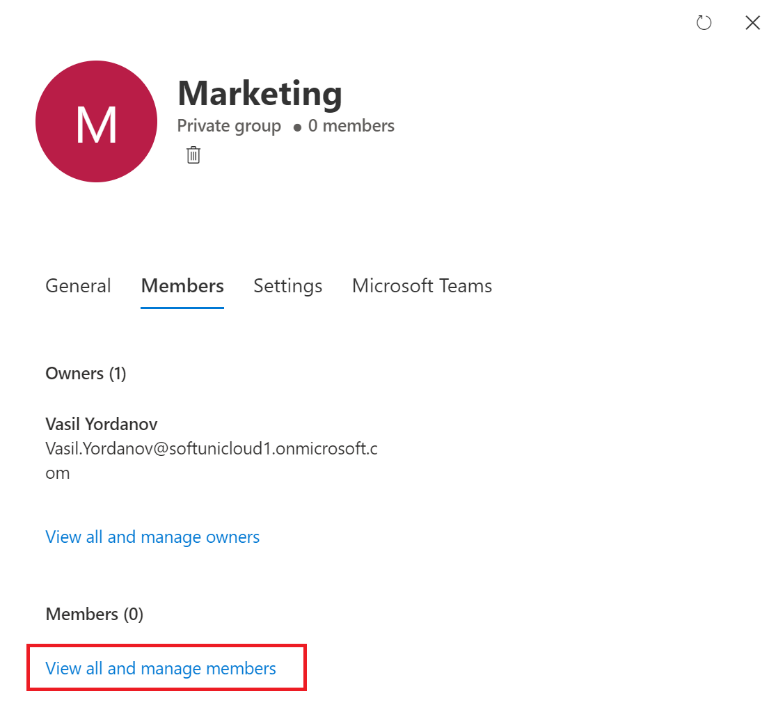 M
Marketing
Private group ● 0 members
General Members Settings Microsoft Teams
Owners (1)
Vasil Yordanov
Vasil.Yordanov@softunicloud1.onmicrosoft.c
om
View all and manage owners
Members (0)
View all and manage members